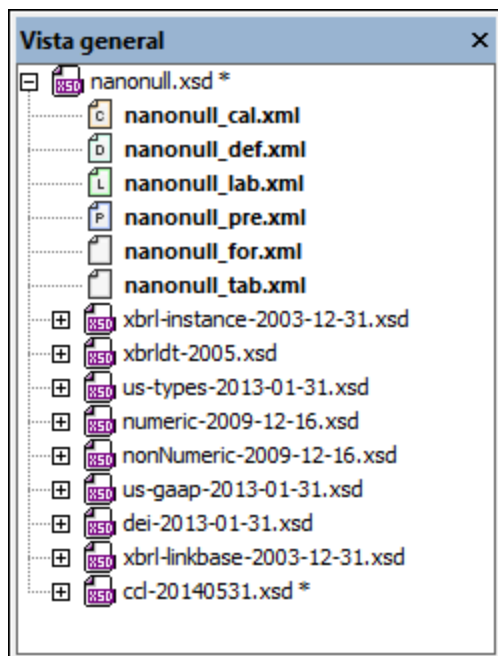 Vista general
nanonull.xsd *
nanonull_cal.xml
nanonull_def.xml
nanonull_lab.xml
nanonull_pre.xml
nanonull_for.xml
nanonull_tab.xml
xbrl-instance-2003-12-31.xsd
xbrldt-2005.xsd
us-types-2013-01-31.xsd
numeric-2009-12-16.xsd
nonNumeric-2009-12-16.xsd
us-gaap-2013-01-31.xsd
dei-2013-01-31.xsd
xbrl-linkbase-2003-12-31.xsd
ccl-20140531.xsd *